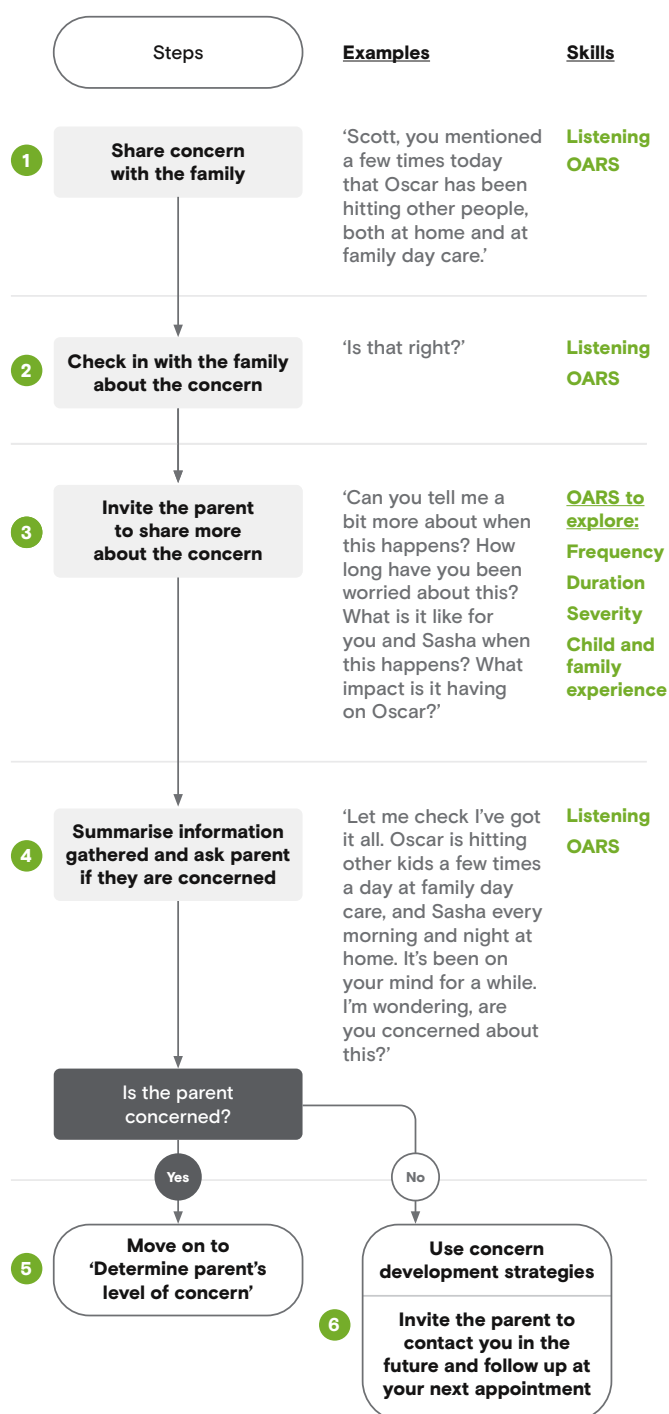 Steps
Examples
Skills
1
Share concern
with the family
‘Scott, you mentioned
a few times today
that Oscar has been
hitting other people,
both at home and at
family day care.’
Listening
OARS
2
Check in with the family
about the concern
‘Is that right?’
Listening
OARS
3
Invite the parent
to share more
about the concern
‘Can you tell me a
bit more about when
this happens? How
long have you been
worried about this?
What is it like for
you and Sasha when
this happens? What
impact is it having
on Oscar?’
OARS to
explore:
Frequency
Duration
Severity
Child and
family
experience
4
Summarise information
gathered and ask parent
if they are concerned
‘Let me check I’ve got
it all. Oscar is hitting
other kids a few times
a day at family day
care, and Sasha every
morning and night at
home. It’s been on
your mind for a while.
I’m wondering, are
you concerned about
this?’
Listening
OARS
Is the parent
concerned?
Yes
No
5
Move on to
‘Determine parent’s
level of concern’
6
Use concern
development strategies
Invite the parent to
contact you in the
future and follow up at
your next appointment